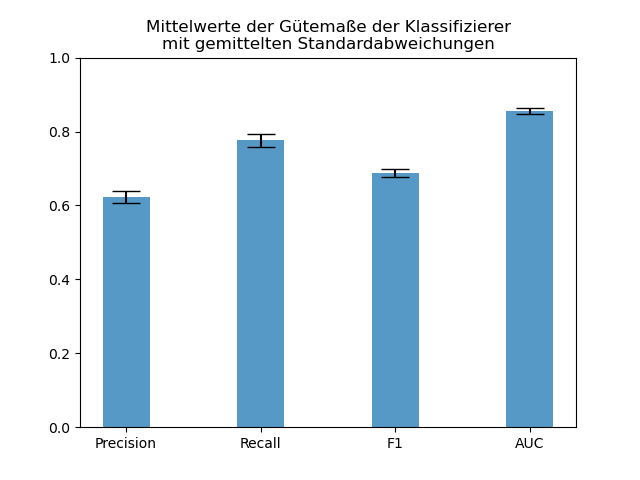 Mittelwerte der Gütemaße der Klassifizierer
mit gemittelten Standardabweichungen
1.0
0.8
0.6
0.4
0.2
0.0
Precision Recall F1 AUC